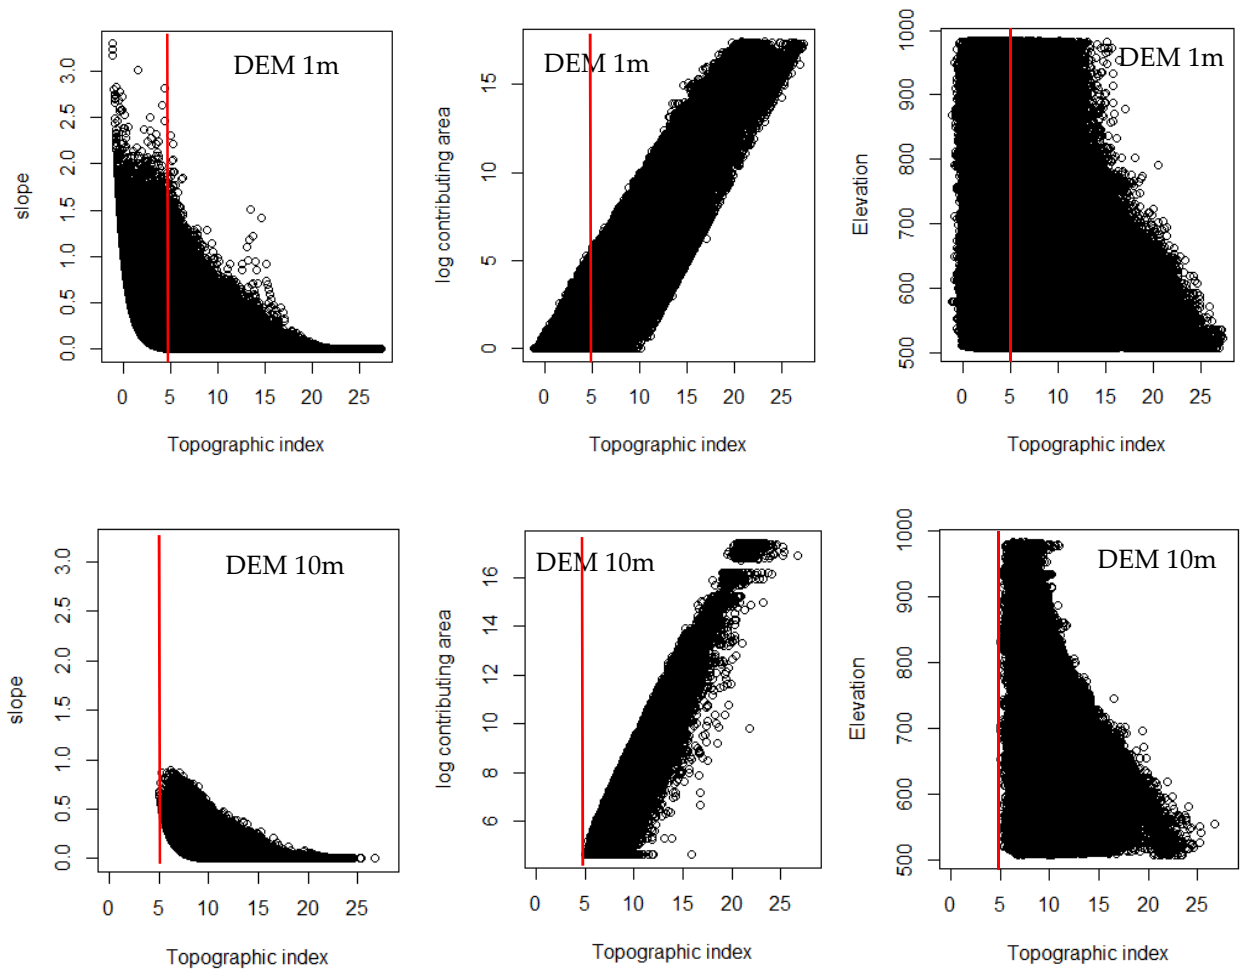 DEM 1m
slope
0.0 0.5 1.0 1.5 2.0 2.5 3.0
0 5 10 15 20 25
Topographic index
DEM 1m
log contributing area
0 5 10 15
0 5 10 15 20 25
Topographic index
DEM 1m
Elevation
500 600 700 800 900 1000
0 5 10 15 20 25
Topographic index
DEM 10m
slope
0.0 0.5 1.0 1.5 2.0 2.5 3.0
0 5 10 15 20 25
Topographic index
DEM 10m
log contributing area
6 8 10 12 14 16
0 5 10 15 20 25
Topographic index
DEM 10m
Elevation
500 600 700 800 900 1000
0 5 10 15 20 25
Topographic index